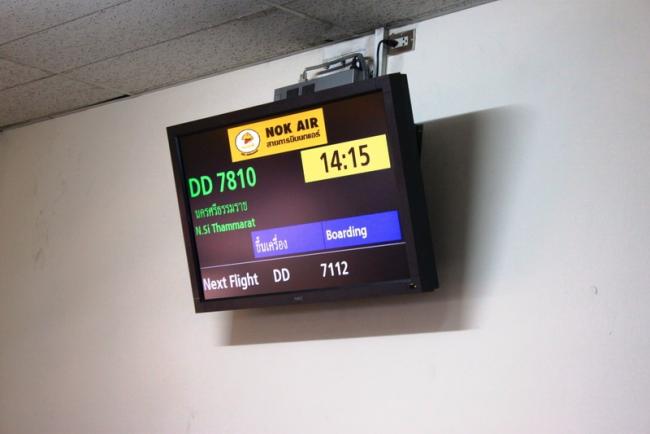 NOK AIR
สายการบินนกแอร์
14:15
DD 7810
นครศรีธรรมราช
N.Si Thammarat
ขึ้นเครื่อง Boarding
Next Flight DD 7112